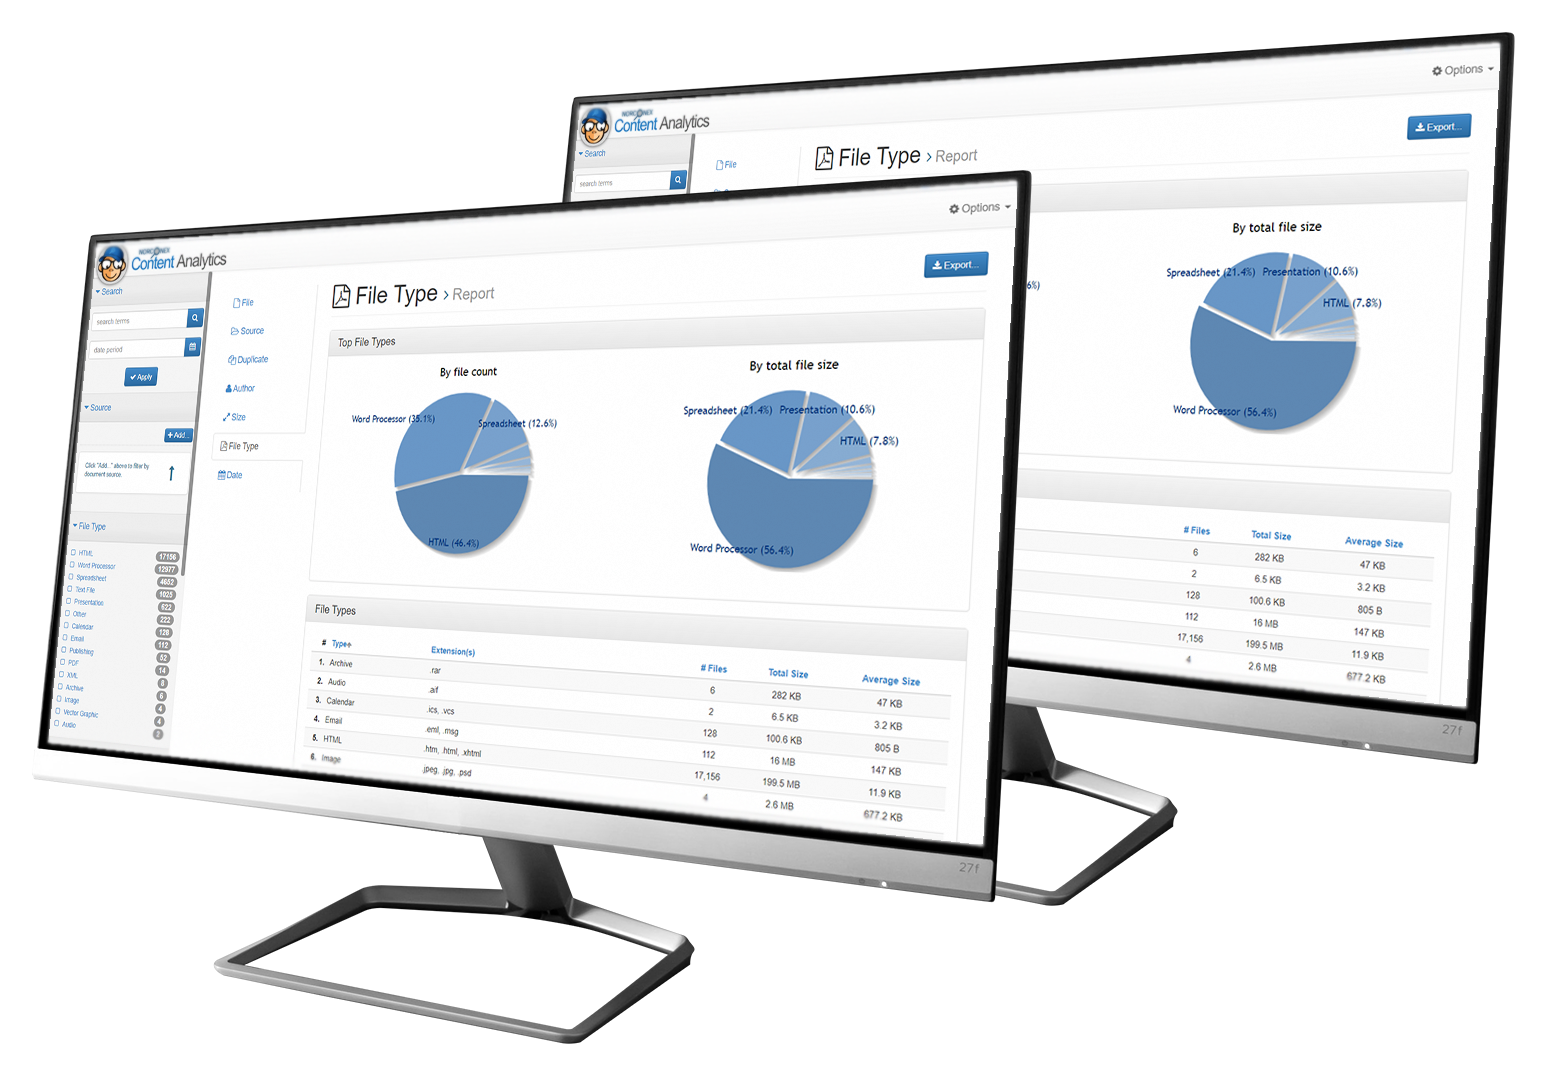 NORCONEX
Content Analytics
Options
Search
search terms
date period
Apply
Source
Add...
Click "Add..." above to filter by
document source.
File Type
HTML 17156
Word Processor 12977
Spreadsheet 4652
Text File 1025
Presentation 622
Other 222
Calendar 128
Email 112
Publishing 52
PDF 14
XML 8
Archive 6
Image 4
Vector Graphic 4
Audio 2
File
Source
Duplicate
Author
Size
File Type
Date
File Type › Report
Export...
Top File Types
By file count
Word Processor (35.1%)
Spreadsheet (12.6%)
HTML (46.4%)
By total file size
Spreadsheet (21.4%) Presentation (10.6%)
HTML (7.8%)
Word Processor (56.4%)
File Types
# Type Extension(s) # Files Total Size Average Size
1. Archive .rar 6 282 KB 47 KB
2. Audio .aif 2 6.5 KB 3.2 KB
3. Calendar .ics, .vcs 128 100.6 KB 805 B
4. Email .eml, .msg 112 16 MB 147 KB
5. HTML .htm, .html, .xhtml 17,156 199.5 MB 11.9 KB
6. Image .jpeg, .jpg, .psd 4 2.6 MB 677.2 KB
27f
NORCONEX
Content Analytics
Options
Search
search terms
File
File Type › Report
Export...
6%)
By total file size
Spreadsheet (21.4%) Presentation (10.6%)
HTML (7.8%)
Word Processor (56.4%)
# Files Total Size Average Size
6 282 KB 47 KB
2 6.5 KB 3.2 KB
128 100.6 KB 805 B
112 16 MB 147 KB
17,156 199.5 MB 11.9 KB
4 2.6 MB 677.2 KB
27f